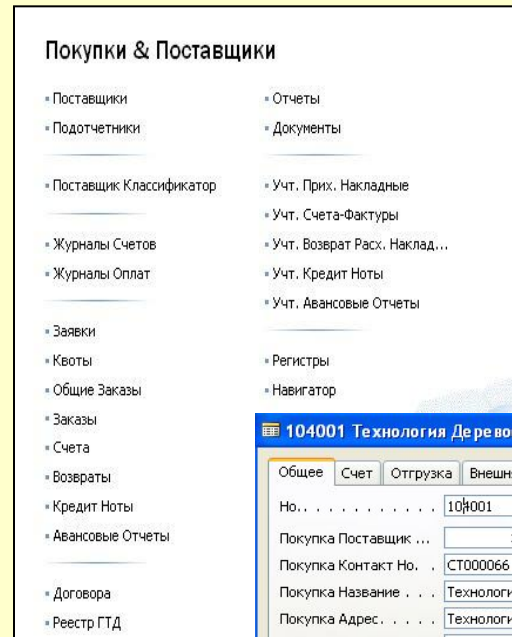 Покупки & Поставщики
Поставщики
Подотчетники
Поставщик Классификатор
Журналы Счетов
Журналы Оплат
Заявки
Квоты
Общие Заказы
Заказы
Счета
Возвраты
Кредит Ноты
Авансовые Отчеты
Договора
Реестр ГТД
Отчеты
Документы
Учт. Прих. Накладные
Учт. Счета-Фактуры
Учт. Возврат Расх. Наклад...
Учт. Кредит Ноты
Учт. Авансовые Отчеты
Регистры
Навигатор
104001 Технология Дерево
Общее Счет Отгрузка Внешн
Но. 104001
Покупка Поставщик ...
Покупка Контакт Но. . CT000066
Покупка Название . . . Технологи
Покупка Адрес. . . . . Технологи